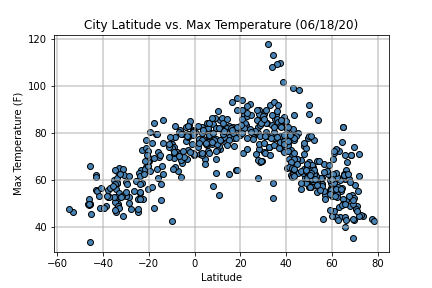 City Latitude vs. Max Temperature (06/18/20)
120
100
80
60
40
Max Temperature (F)
−60 −40 −20 0 20 40 60 80
Latitude